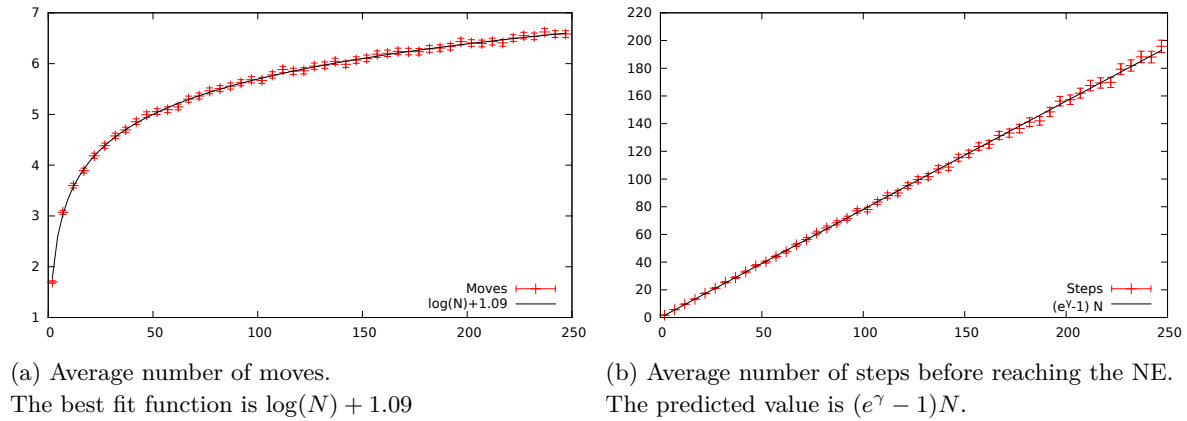 7
6
5
4
3
2
1
0 50 100 150 200 250
Moves
log(N)+1.09
220
200
180
160
140
120
100
80
60
40
20
0
0 50 100 150 200 250
Steps
(e^γ-1) N
(a) Average number of moves.
The best fit function is log(N) + 1.09
(b) Average number of steps before reaching the NE.
The predicted value is (e^γ − 1)N.